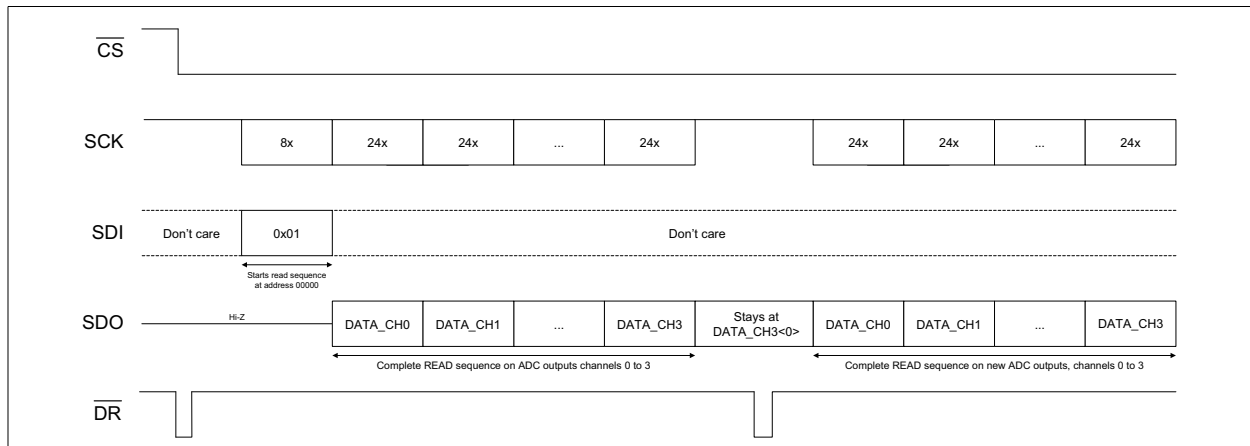 CS
SCK
8x
24x
24x
...
24x
24x
24x
...
24x
SDI
Don't care
0x01
Don't care
Starts read sequence
at address 00000
SDO
Hi-Z
DATA_CH0
DATA_CH1
...
DATA_CH3
Stays at
DATA_CH3<0>
DATA_CH0
DATA_CH1
...
DATA_CH3
Complete READ sequence on ADC outputs channels 0 to 3
Complete READ sequence on new ADC outputs, channels 0 to 3
DR